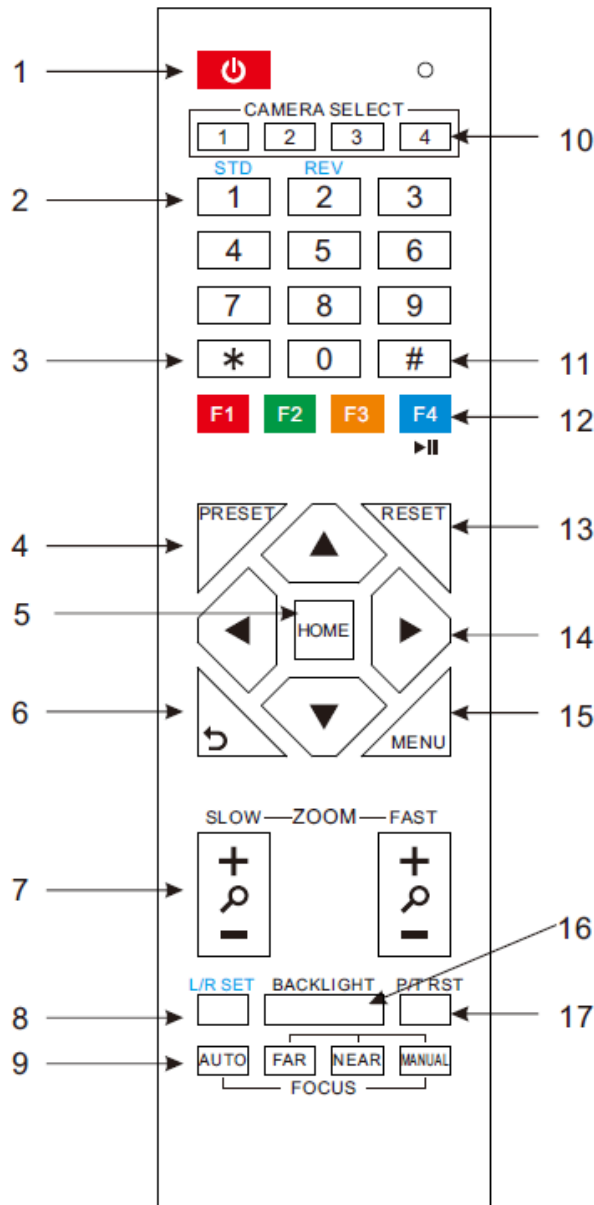 1
CAMERA SELECT
1 2 3 4 10
STD REV
2 1 2 3
4 5 6
7 8 9
3 * 0 # 11
F1 F2 F3 F4 12
PRESET RESET
4 13
5 HOME 14
6 15
MENU
SLOW ZOOM FAST
+ +
7
− −
16
L/R SET BACKLIGHT P/T RST
8 17
9 AUTO FAR NEAR MANUAL
FOCUS